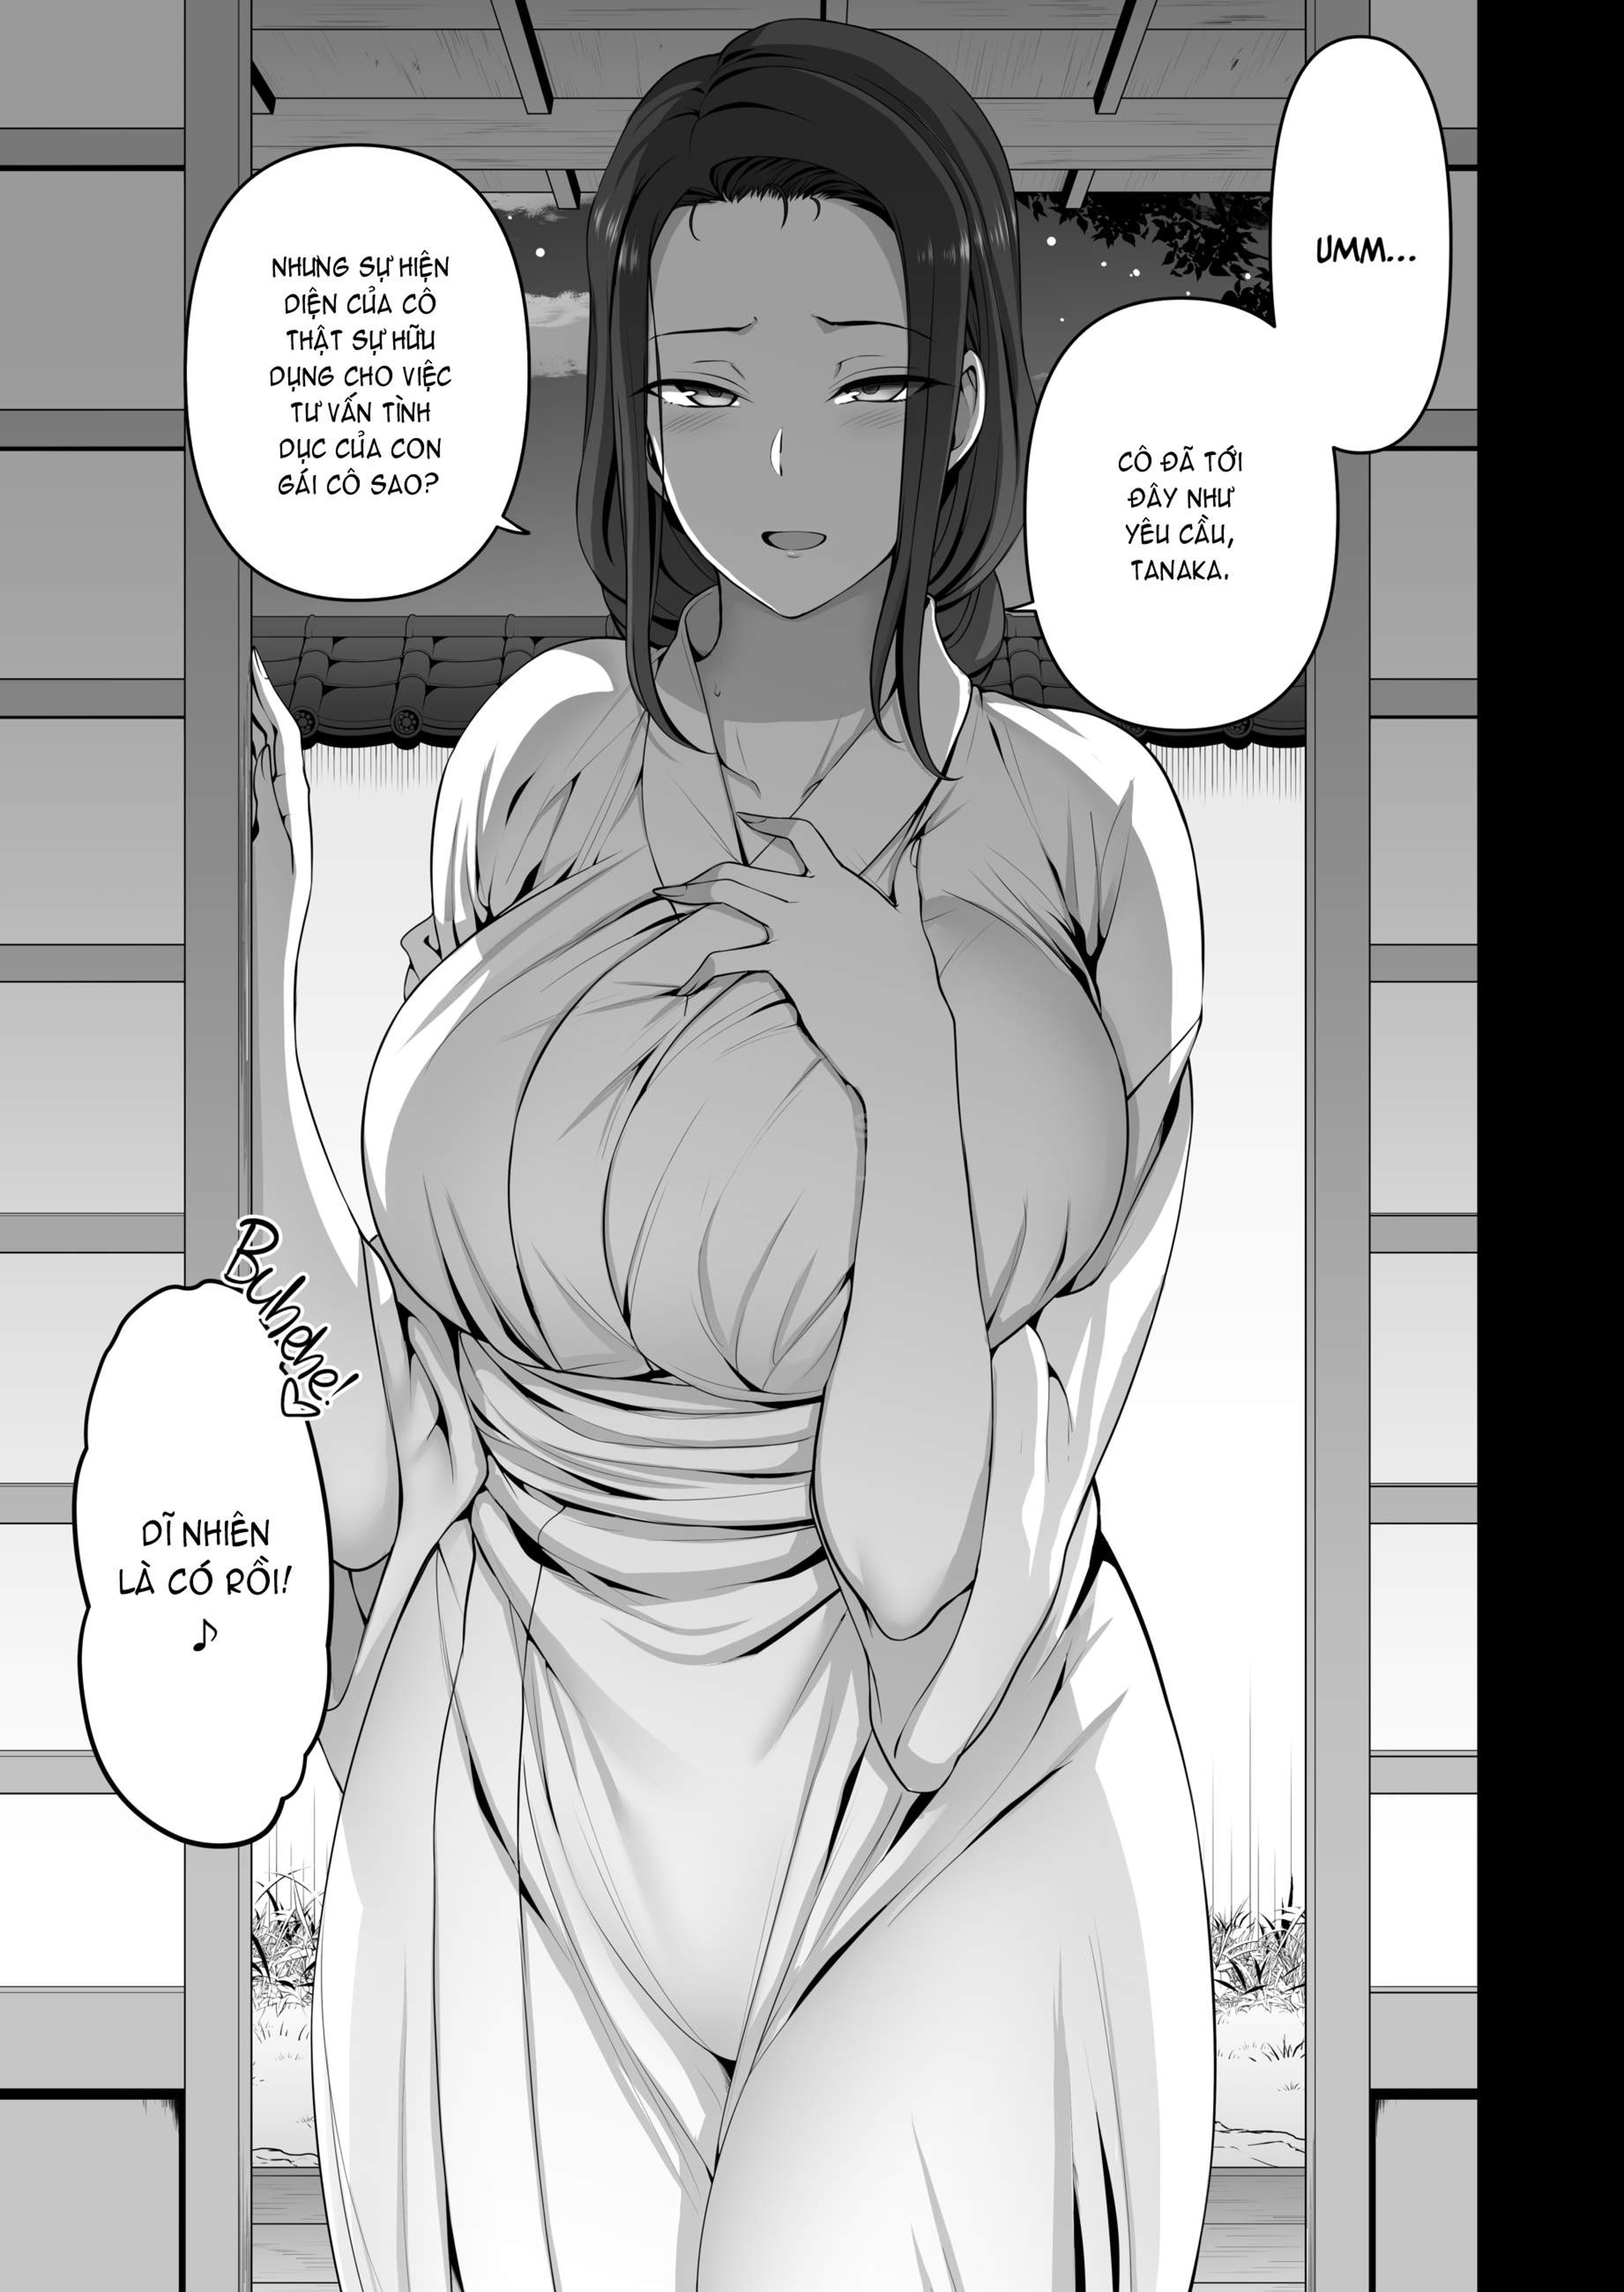 UMM...
CÔ ĐÃ TỚI
ĐÂY NHƯ
YÊU CẦU,
TANAKA.
NHƯNG SỰ HIỆN
DIỆN CỦA CÔ
THẬT SỰ HỮU
DỤNG CHO VIỆC
TƯ VẤN TÌNH
DỤC CỦA CON
GÁI CÔ SAO?
Buhehe!
DĨ NHIÊN
LÀ CÓ RỒI!
♪